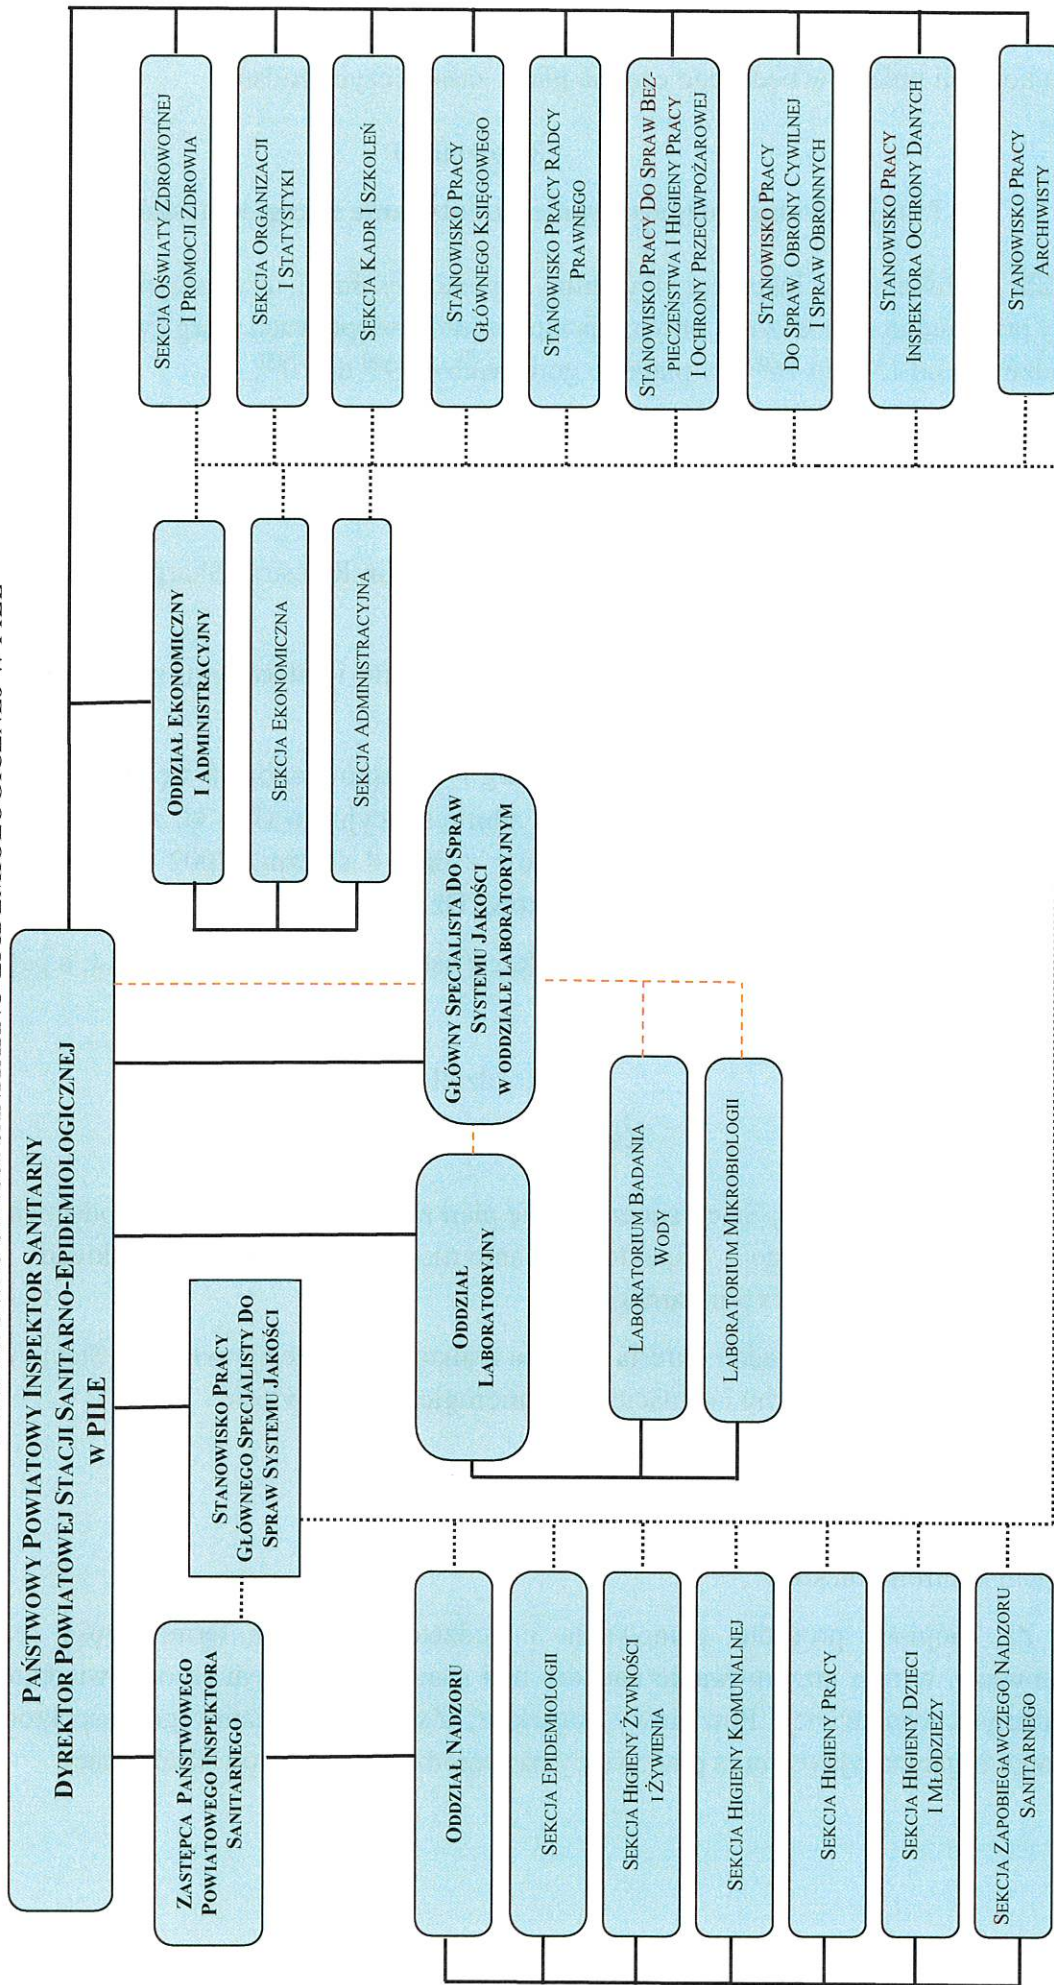 PAŃSTWOWY POWIATOWY INSPEKTOR SANITARNY
DYREKTOR POWIATOWEJ STACJI SANITARNO-EPIDEMIOLOGICZNEJ
W PILE
ZASTĘPCA PAŃSTWOWEGO
POWIATOWEGO INSPEKTORA
SANITARNEGO
STANOWISKO PRACY
GŁÓWNEGO SPECJALISTY DO
SPRAW SYSTEMU JAKOŚCI
ODDZIAŁ NADZORU
SEKCJA EPIDEMIOLOGII
SEKCJA HIGIENY ŻYWNOŚCI
I ŻYWIENIA
SEKCJA HIGIENY KOMUNALNEJ
SEKCJA HIGIENY PRACY
SEKCJA HIGIENY DZIECI
I MŁODZIEŻY
SEKCJA ZAPOBIEGAWCZEGO NADZORU
SANITARNEGO
ODDZIAŁ
LABORATORYJNY
GŁÓWNY SPECJALISTA DO SPRAW
SYSTEMU JAKOŚCI
W ODDZIALE LABORATORYJNYM
LABORATORIUM BADANIA
WODY
LABORATORIUM MIKROBIOLOGII
ODDZIAŁ EKONOMICZNY
I ADMINISTRACYJNY
SEKCJA EKONOMICZNA
SEKCJA ADMINISTRACYJNA
SEKCJA OŚWIATY ZDROWOTNEJ
I PROMOCJI ZDROWIA
SEKCJA ORGANIZACJI
I STATYSTYKI
SEKCJA KADR I SZKOLEŃ
STANOWISKO PRACY
GŁÓWNEGO KSIĘGOWEGO
STANOWISKO PRACY RADCY
PRAWNEGO
STANOWISKO PRACY DO SPRAW BEZ-
PIECZEŃSTWA I HIGIENY PRACY
I OCHRONY PRZECIWPOŻAROWEJ
STANOWISKO PRACY
DO SPRAW OBRONY CYWILNEJ
I SPRAW OBRONNYCH
STANOWISKO PRACY
INSPEKTORA OCHRONY DANYCH
STANOWISKO PRACY
ARCHIWISTY